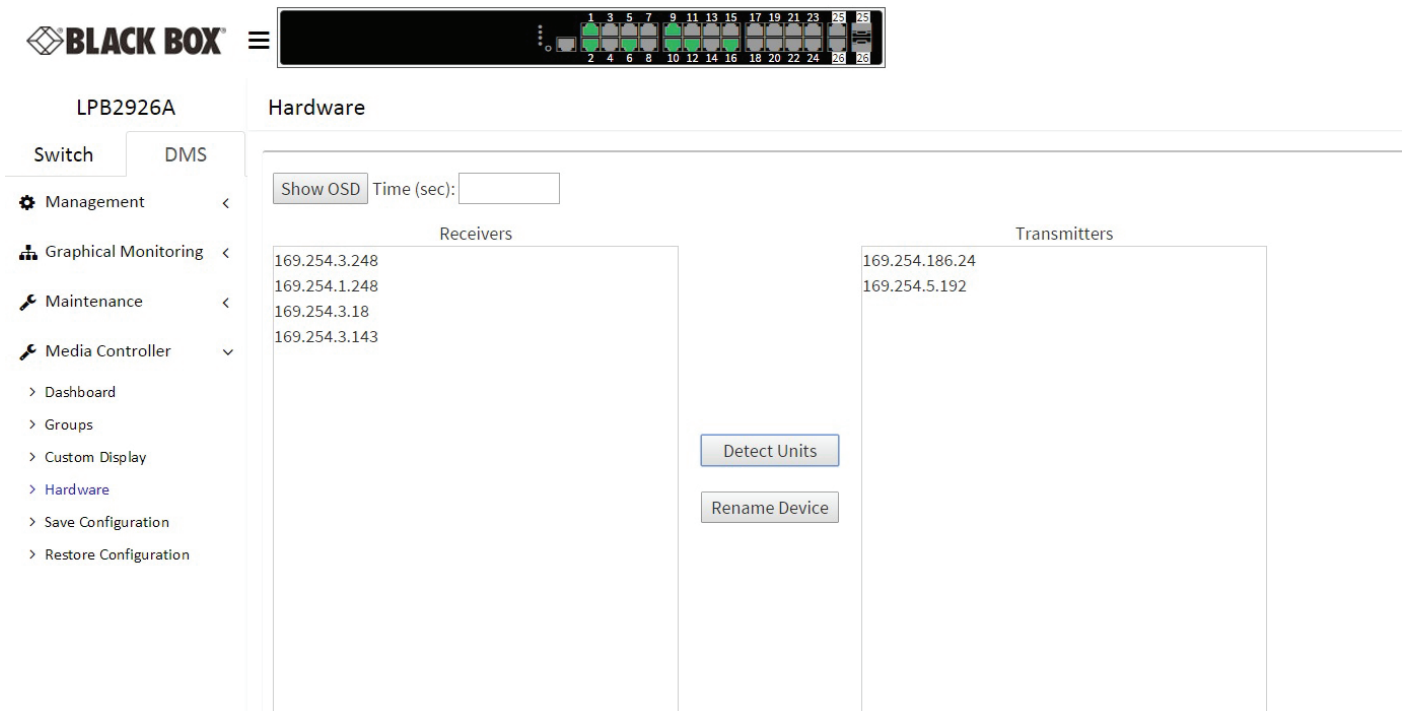 1 3 5 7 9 11 13 15 17 19 21 23 25 25
BLACK BOX
2 4 6 8 10 12 14 16 18 20 22 24 26 26
LPB2926A
Hardware
Switch DMS
Management
Graphical Monitoring
Maintenance
Media Controller
Dashboard
Groups
Custom Display
Hardware
Save Configuration
Restore Configuration
Show OSD Time (sec):
Receivers
169.254.3.248
169.254.1.248
169.254.3.18
169.254.3.143
Detect Units
Rename Device
Transmitters
169.254.186.24
169.254.5.192